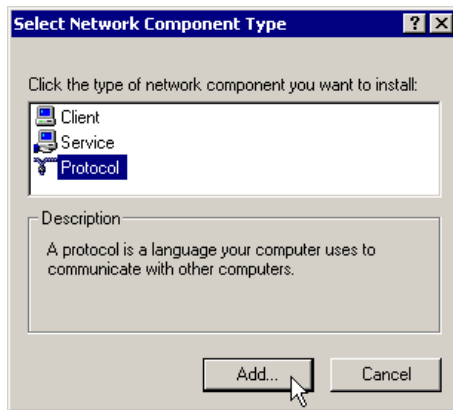 Select Network Component Type
Click the type of network component you want to install:
Client
Service
Protocol
Description
A protocol is a language your computer uses to
communicate with other computers.
Add... Cancel